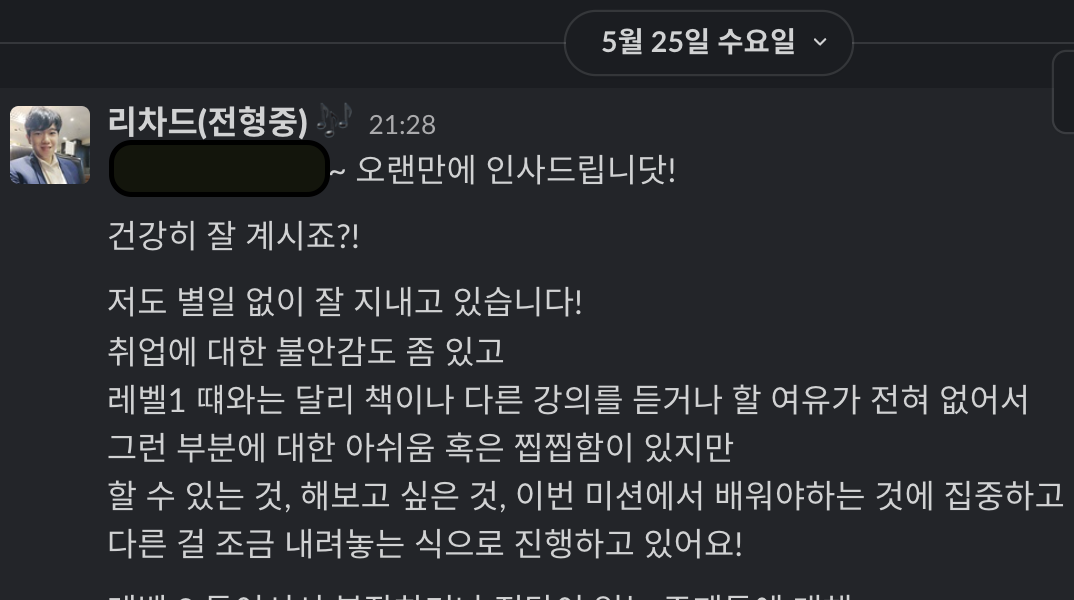 5월 25일 수요일
리차드(전형중) 21:28
~ 오랜만에 인사드립니닷!
건강히 잘 계시죠?!
저도 별일 없이 잘 지내고 있습니다!
취업에 대한 불안감도 좀 있고
레벨1 떄와는 달리 책이나 다른 강의를 듣거나 할 여유가 전혀 없어서
그런 부분에 대한 아쉬움 혹은 찝찝함이 있지만
할 수 있는 것, 해보고 싶은 것, 이번 미션에서 배워야하는 것에 집중하고
다른 걸 조금 내려놓는 식으로 진행하고 있어요!